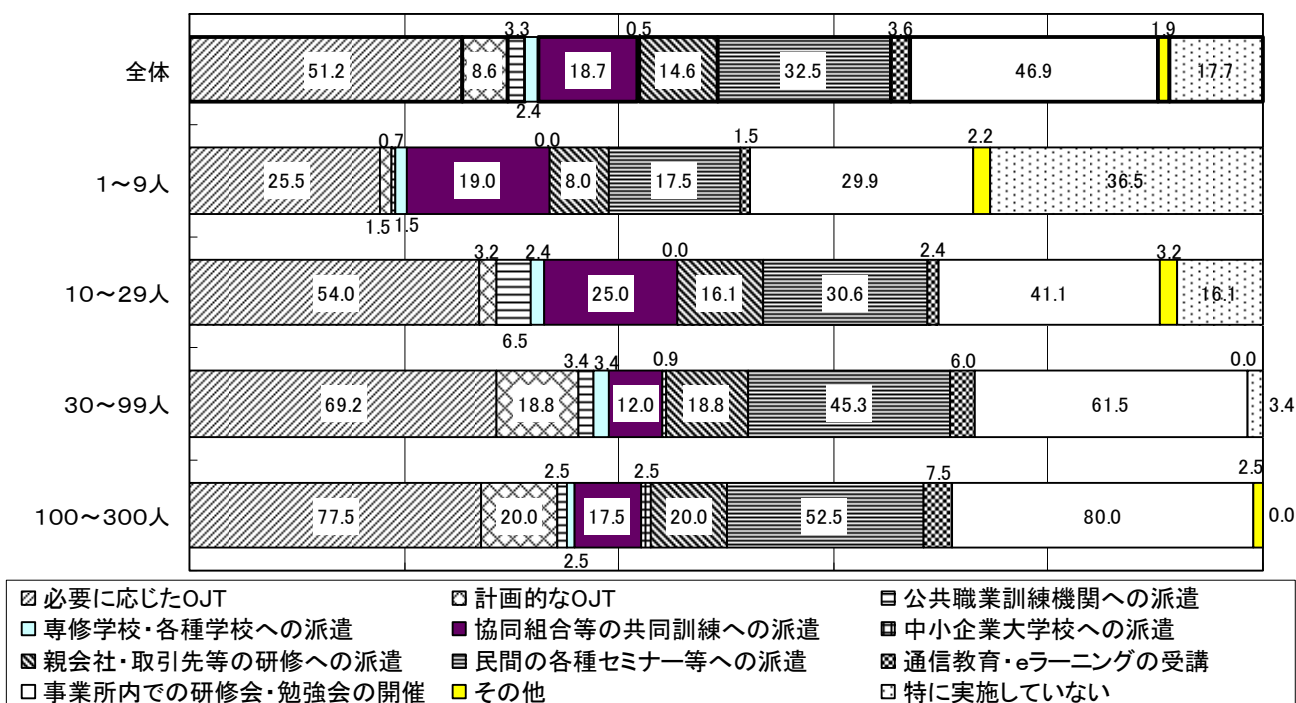 3.3 0.5 3.6 1.9
全体 51.2 8.6 18.7 14.6 32.5 46.9 17.7
2.4
0.7 0.0 1.5 2.2
1～9人 25.5 19.0 8.0 17.5 29.9 36.5
1.5 1.5
3.2 2.4 0.0 2.4 3.2
10～29人 54.0 25.0 16.1 30.6 41.1 16.1
6.5
3.4 3.4 0.9 6.0 0.0
30～99人 69.2 18.8 12.0 18.8 45.3 61.5 3.4
2.5 2.5 7.5 2.5
100～300人 77.5 20.0 17.5 20.0 52.5 80.0 0.0
2.5
必要に応じたOJT 計画的なOJT 公共職業訓練機関への派遣
専修学校・各種学校への派遣 協同組合等の共同訓練への派遣 中小企業大学校への派遣
親会社・取引先等の研修への派遣 民間の各種セミナー等への派遣 通信教育・eラーニングの受講
事業所内での研修会・勉強会の開催 その他 特に実施していない